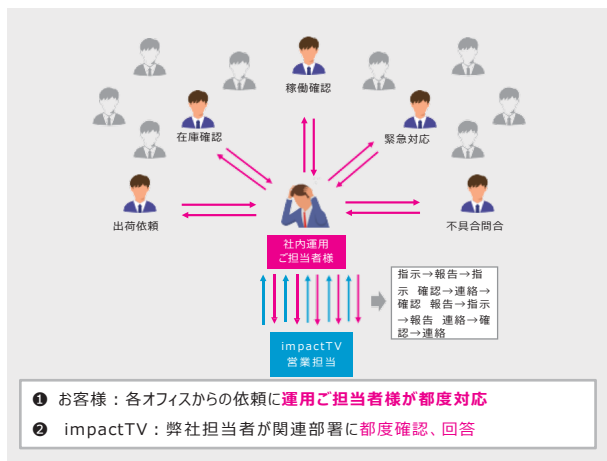 稼働確認
在庫確認
緊急対応
出荷依頼
不具合問合
社内運用
ご担当者様
指示→報告→指
示 確認→連絡→
確認 報告→指示
→報告 連絡→確
認→連絡
impactTV
営業担当
❶ お客様：各オフィスからの依頼に運用ご担当者様が都度対応
❷ impactTV：弊社担当者が関連部署に都度確認、回答